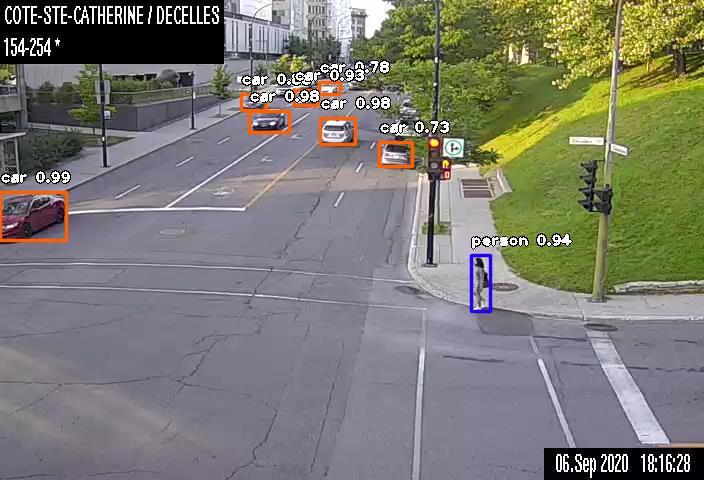 COTE-STE-CATHERINE / DECELLES
154-254 *
car 0.93
car 0.78
car 0.98
car 0.98
car 0.73
car 0.99
person 0.94
06.Sep 2020 18:16:28